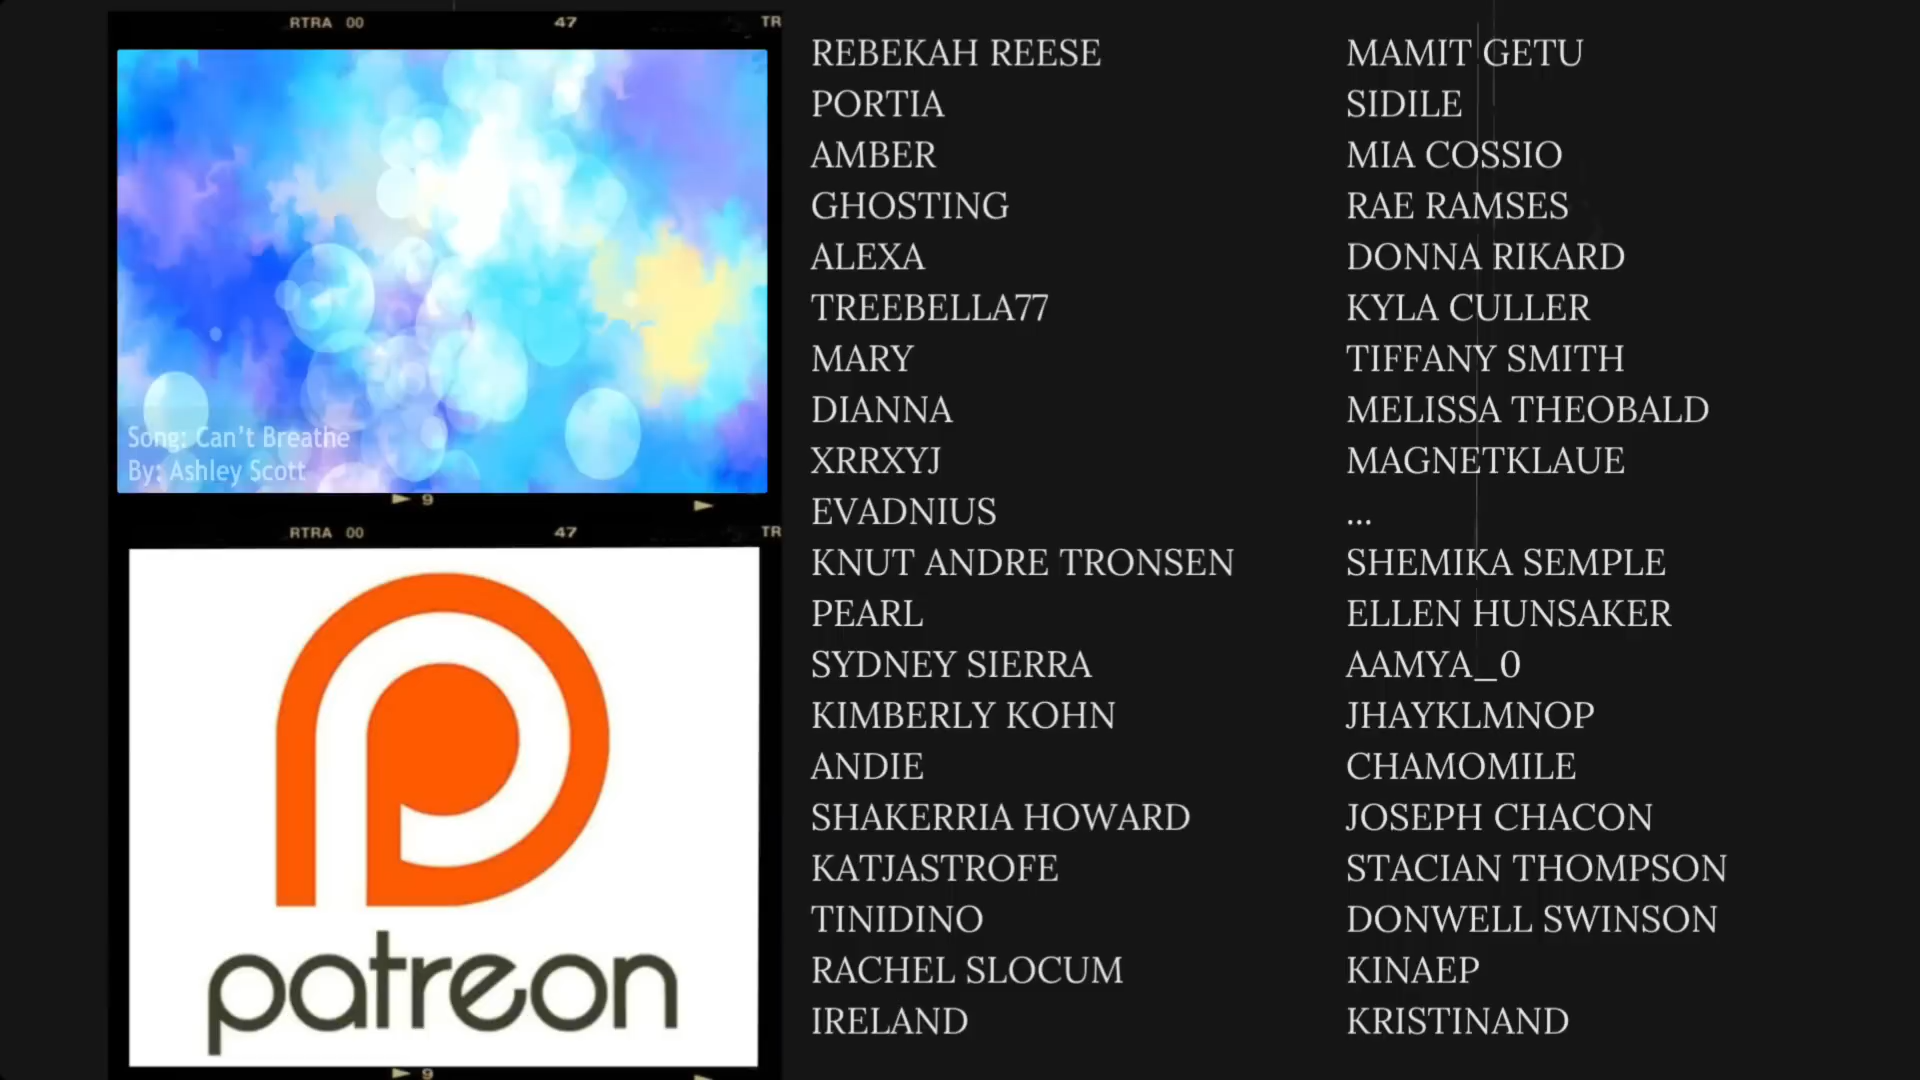 RTRA 00 47 TR
Song: Can't Breathe
By: Ashley Scott
9
RTRA 00 47 TR
patreon
9
REBEKAH REESE
PORTIA
AMBER
GHOSTING
ALEXA
TREEBELLA77
MARY
DIANNA
XRRXYJ
EVADNIUS
KNUT ANDRE TRONSEN
PEARL
SYDNEY SIERRA
KIMBERLY KOHN
ANDIE
SHAKERRIA HOWARD
KATJASTROFE
TINIDINO
RACHEL SLOCUM
IRELAND
MAMIT GETU
SIDILE
MIA COSSIO
RAE RAMSES
DONNA RIKARD
KYLA CULLER
TIFFANY SMITH
MELISSA THEOBALD
MAGNETKLAUE
...
SHEMIKA SEMPLE
ELLEN HUNSAKER
AAMYA_0
JHAYKLMNOP
CHAMOMILE
JOSEPH CHACON
STACIAN THOMPSON
DONWELL SWINSON
KINAEP
KRISTINAND